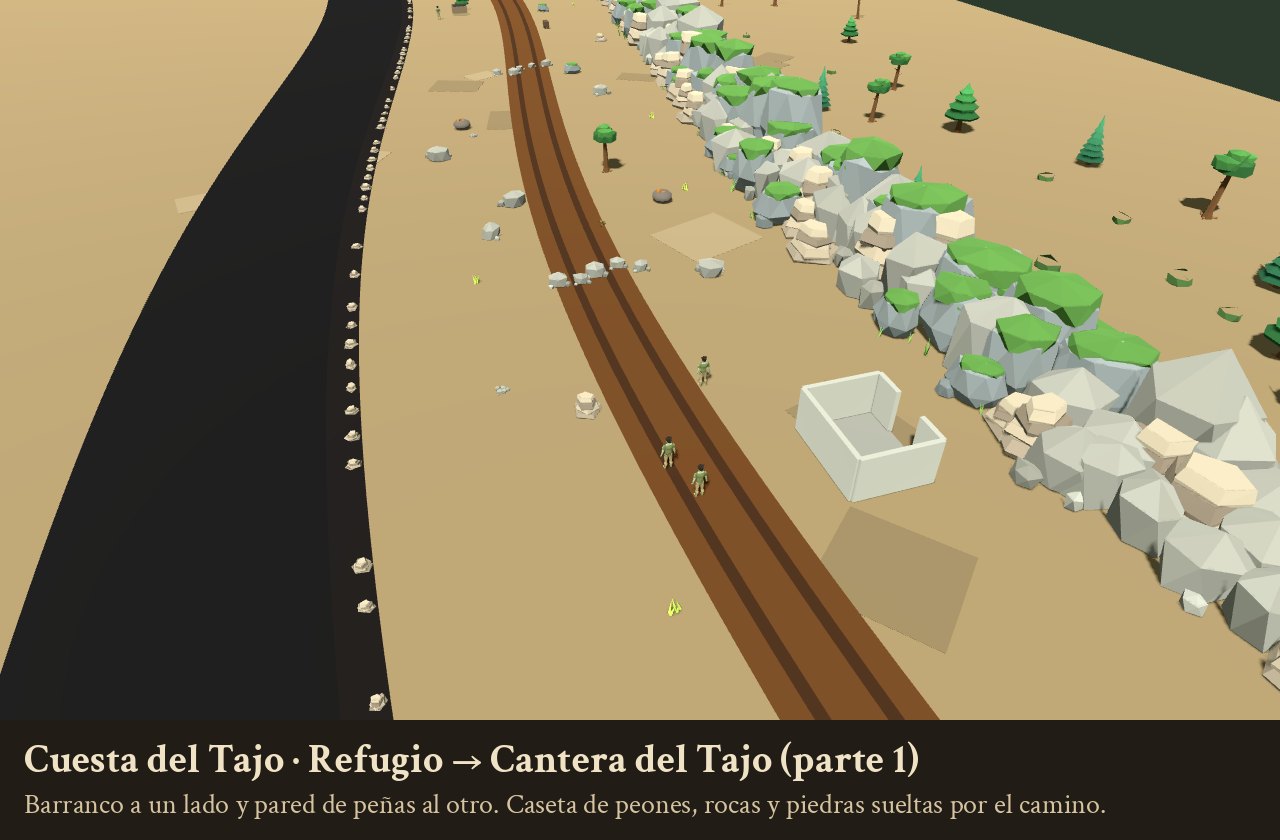 Cuesta del Tajo · Refugio → Cantera del Tajo (parte 1)
Barranco a un lado y pared de peñas al otro. Caseta de peones, rocas y piedras sueltas por el camino.